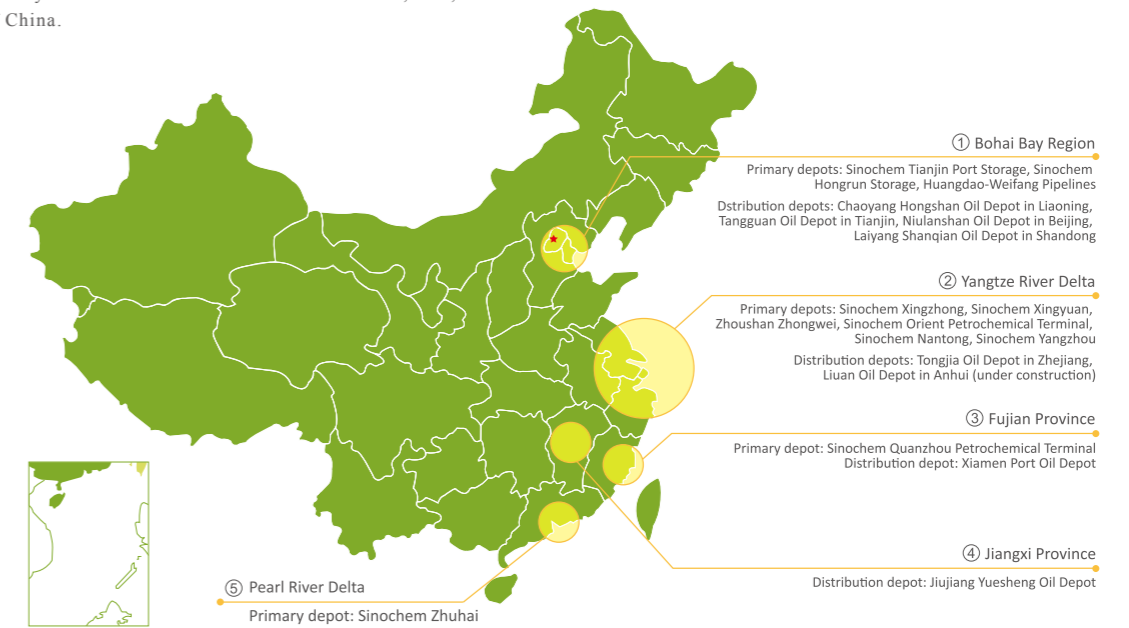 China.
① Bohai Bay Region
Primary depots: Sinochem Tianjin Port Storage, Sinochem
Hongrun Storage, Huangdao-Weifang Pipelines
Dstribution depots: Chaoyang Hongshan Oil Depot in Liaoning,
Tangguan Oil Depot in Tianjin, Niulanshan Oil Depot in Beijing,
Laiyang Shanqian Oil Depot in Shandong
② Yangtze River Delta
Primary depots: Sinochem Xingzhong, Sinochem Xingyuan,
Zhoushan Zhongwei, Sinochem Orient Petrochemical Terminal,
Sinochem Nantong, Sinochem Yangzhou
Distribution depots: Tongjia Oil Depot in Zhejiang,
Liuan Oil Depot in Anhui (under construction)
③ Fujian Province
Primary depot: Sinochem Quanzhou Petrochemical Terminal
Distribution depot: Xiamen Port Oil Depot
④ Jiangxi Province
Distribution depot: Jiujiang Yuesheng Oil Depot
⑤ Pearl River Delta
Primary depot: Sinochem Zhuhai